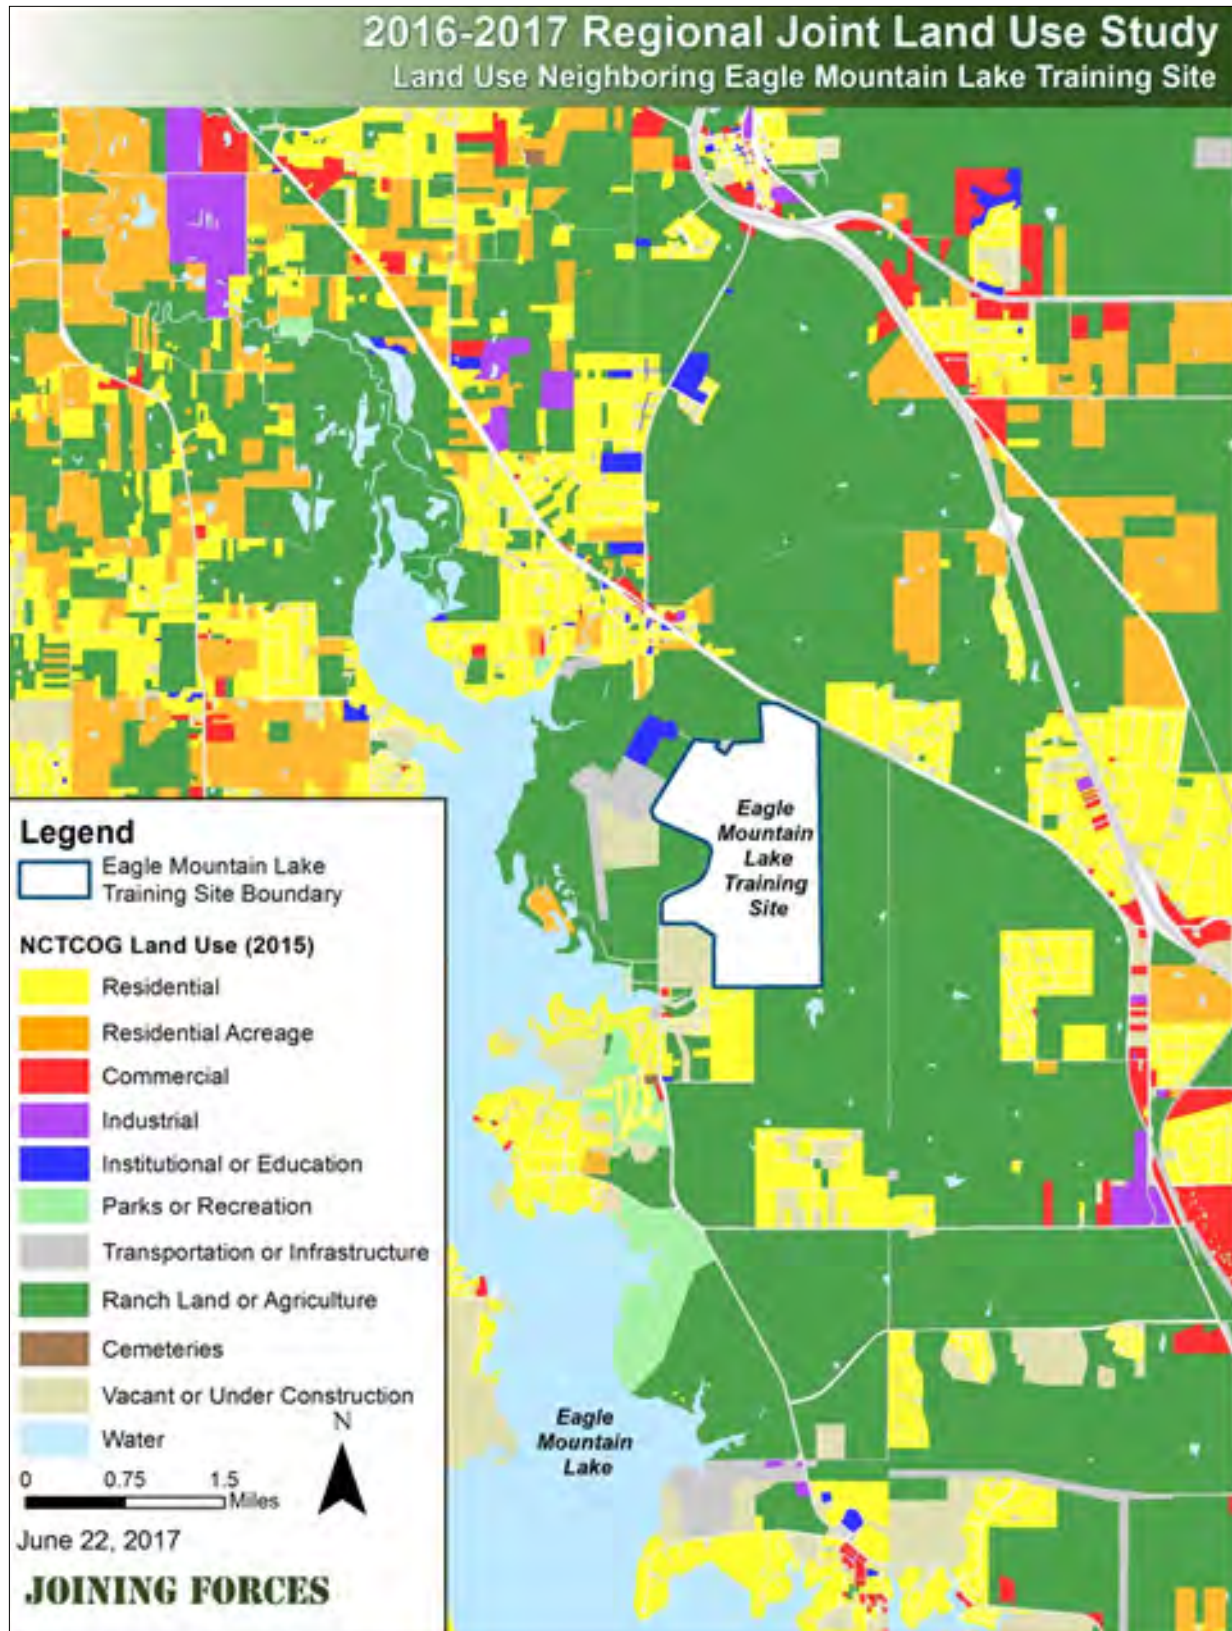 2016-2017 Regional Joint Land Use Study
Land Use Neighboring Eagle Mountain Lake Training Site
Eagle
Mountain
Lake
Training
Site
Legend
Eagle Mountain Lake
Training Site Boundary
NCTCOG Land Use (2015)
Residential
Residential Acreage
Commercial
Industrial
Institutional or Education
Parks or Recreation
Transportation or Infrastructure
Ranch Land or Agriculture
Cemeteries
Vacant or Under Construction
Water
N
0 0.75 1.5
Miles
June 22, 2017
JOINING FORCES
Eagle
Mountain
Lake